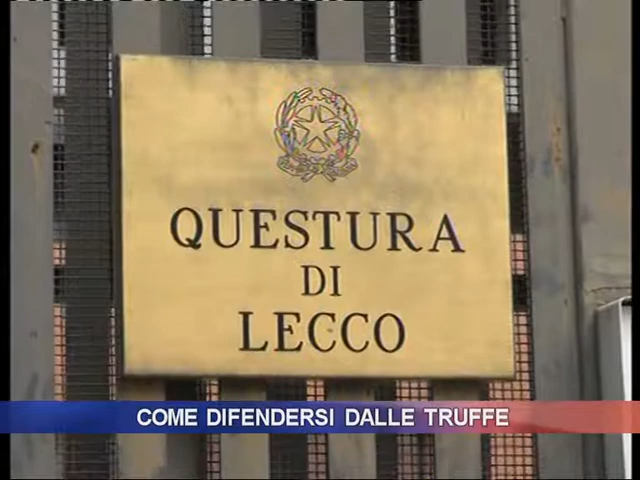 QUESTURA
DI
LECCO
COME DIFENDERSI DALLE TRUFFE